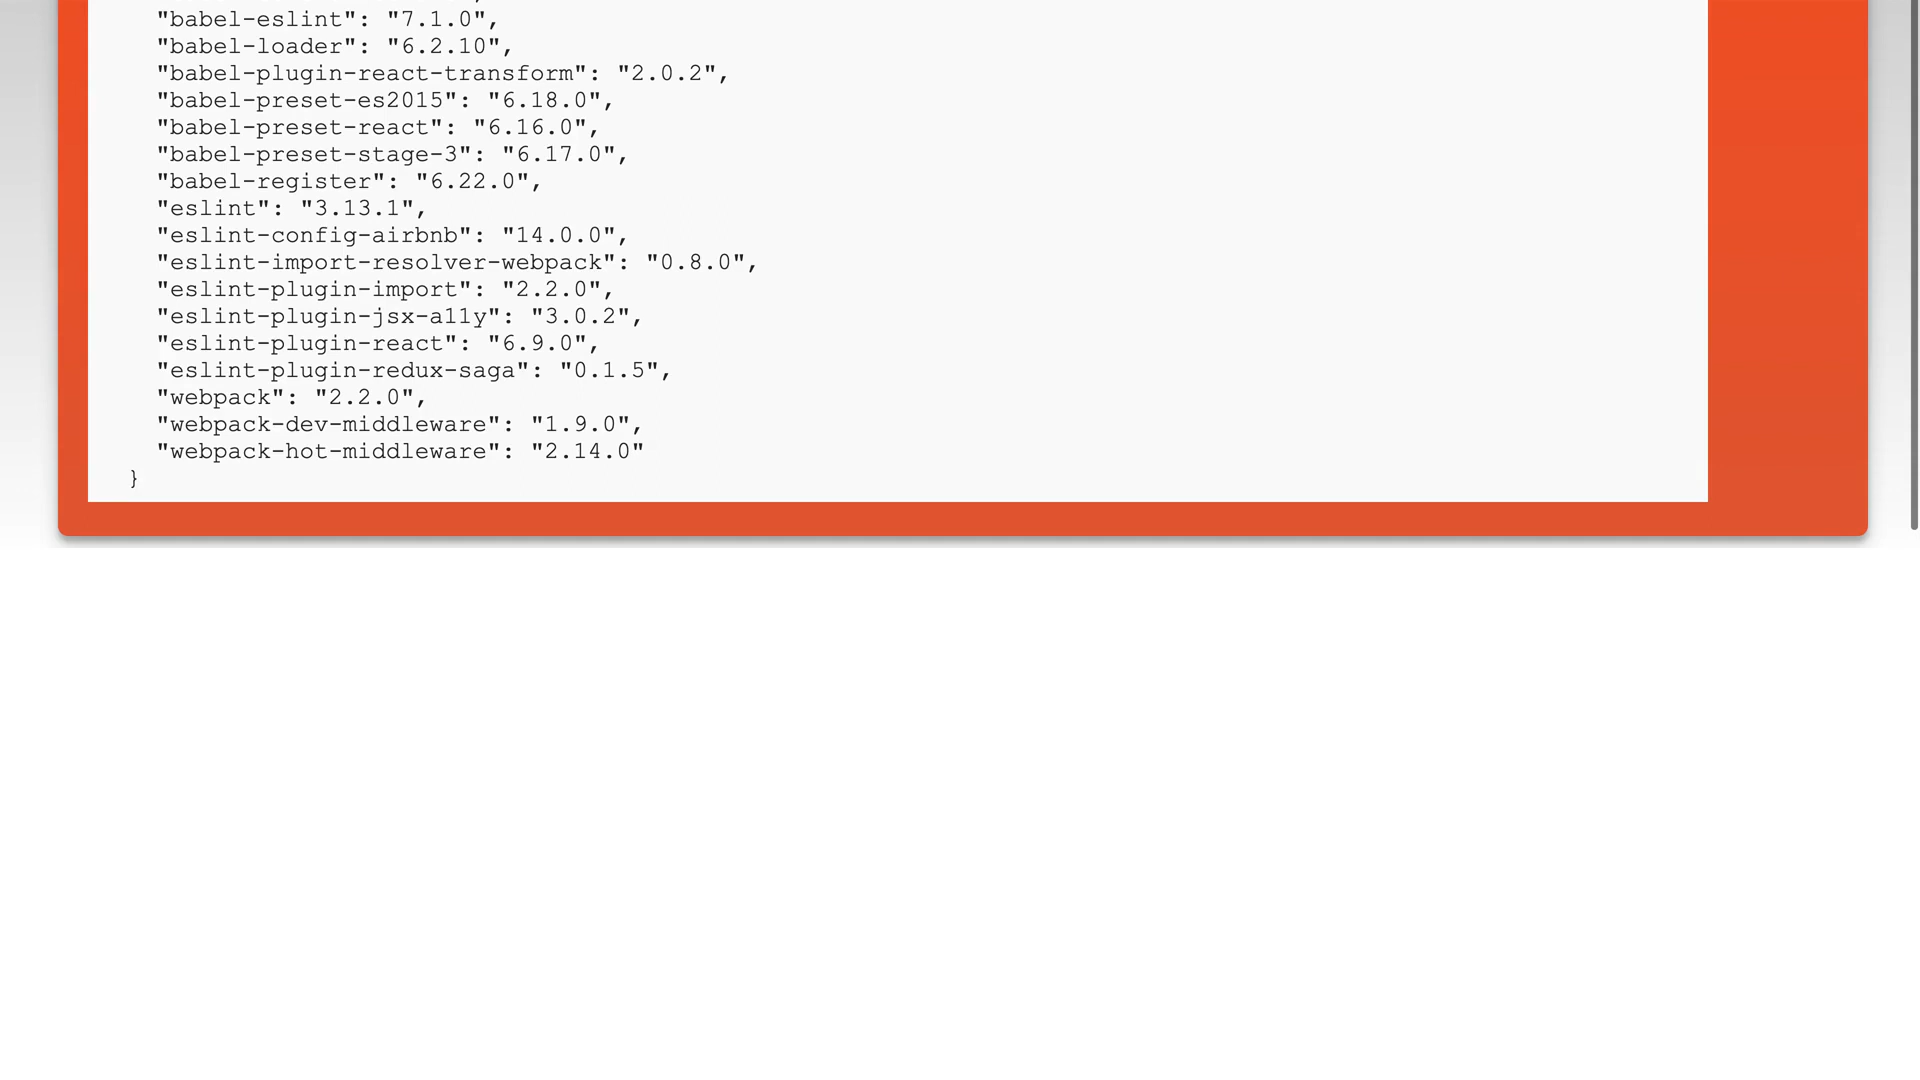 "babel-eslint": "7.1.0",
"babel-loader": "6.2.10",
"babel-plugin-react-transform": "2.0.2",
"babel-preset-es2015": "6.18.0",
"babel-preset-react": "6.16.0",
"babel-preset-stage-3": "6.17.0",
"babel-register": "6.22.0",
"eslint": "3.13.1",
"eslint-config-airbnb": "14.0.0",
"eslint-import-resolver-webpack": "0.8.0",
"eslint-plugin-import": "2.2.0",
"eslint-plugin-jsx-a11y": "3.0.2",
"eslint-plugin-react": "6.9.0",
"eslint-plugin-redux-saga": "0.1.5",
"webpack": "2.2.0",
"webpack-dev-middleware": "1.9.0",
"webpack-hot-middleware": "2.14.0"
}